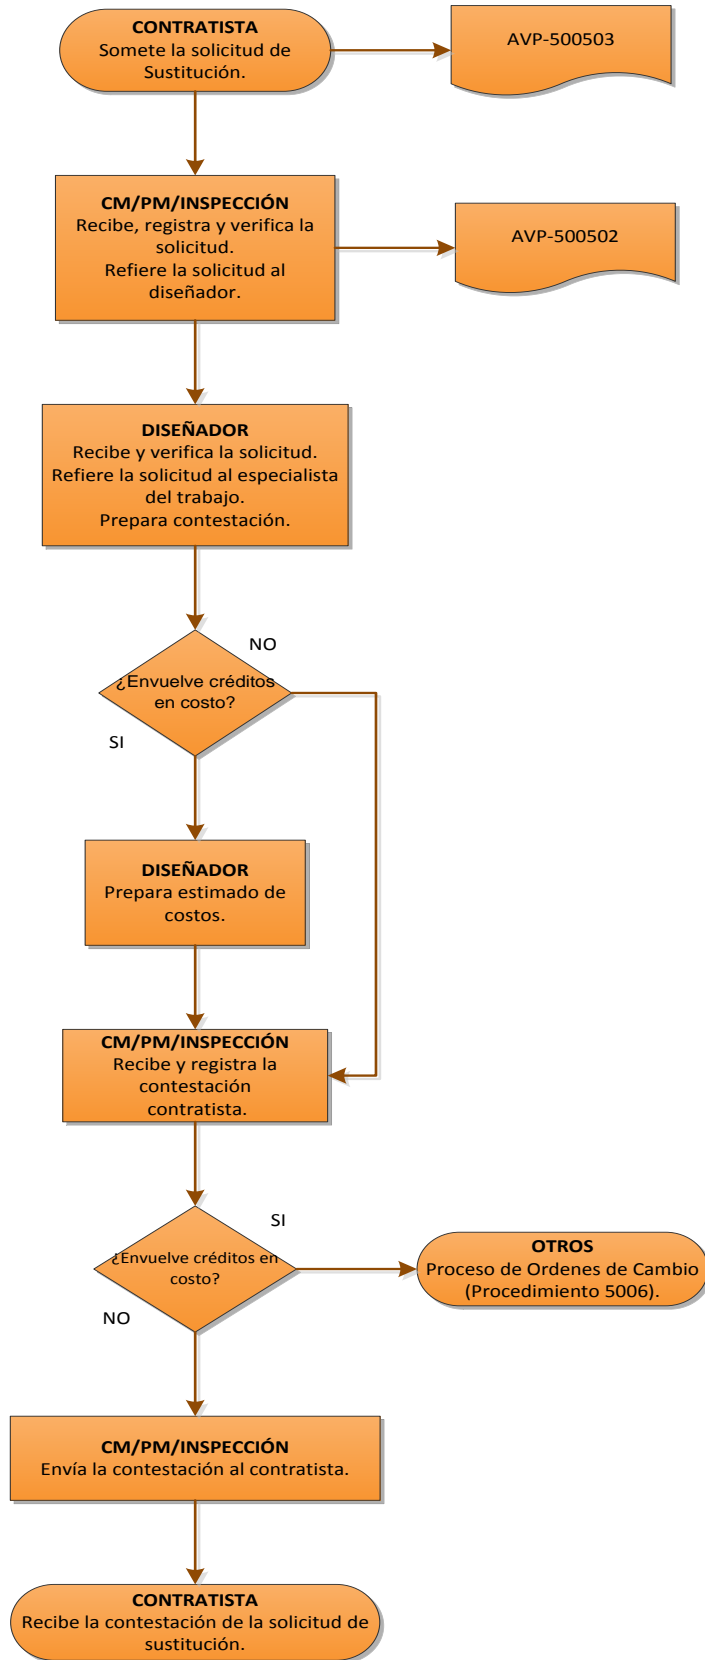 CONTRATISTA
Somete la solicitud de
Sustitución.
AVP-500503
CM/PM/INSPECCIÓN
Recibe, registra y verifica la
solicitud.
Refiere la solicitud al
diseñador.
AVP-500502
DISEÑADOR
Recibe y verifica la solicitud.
Refiere la solicitud al especialista
del trabajo.
Prepara contestación.
NO
¿Envuelve créditos
en costo?
SI
DISEÑADOR
Prepara estimado de
costos.
CM/PM/INSPECCIÓN
Recibe y registra la
contestación
contratista.
SI
¿Envuelve créditos en
costo?
NO
OTROS
Proceso de Ordenes de Cambio
(Procedimiento 5006).
CM/PM/INSPECCIÓN
Envía la contestación al contratista.
CONTRATISTA
Recibe la contestación de la solicitud de
sustitución.